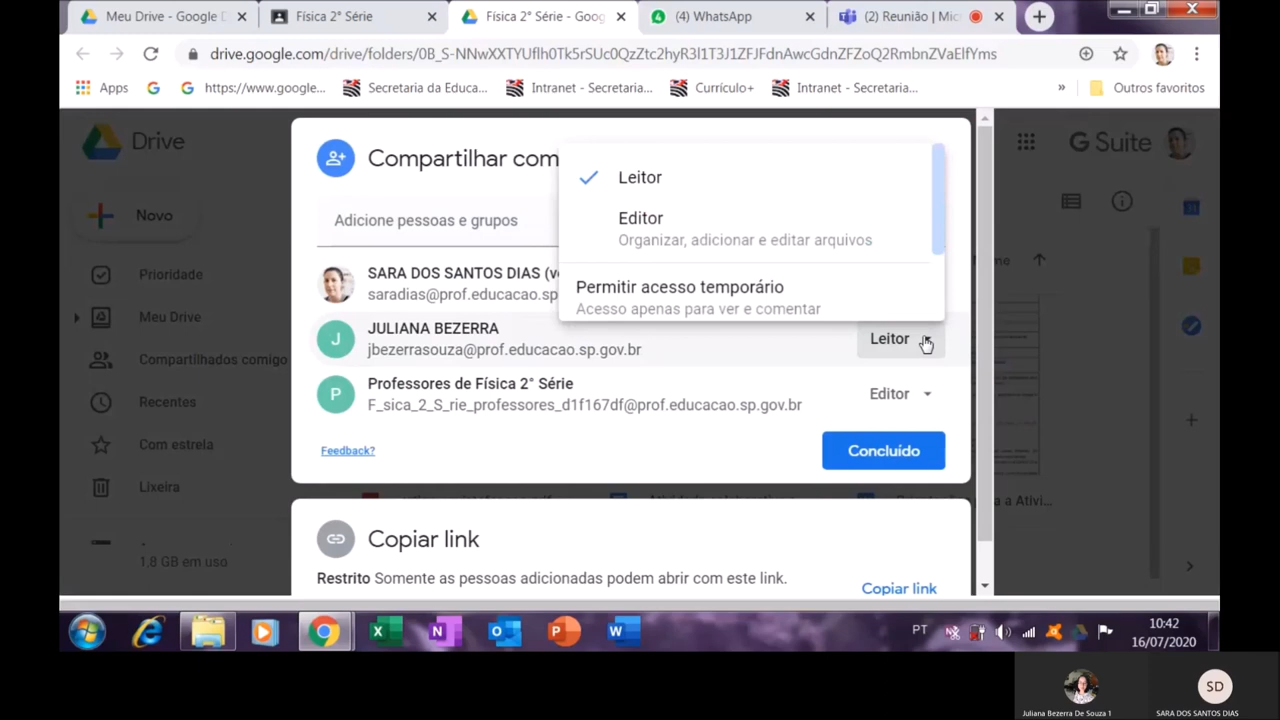 Meu Drive - Google D
Física 2° Série
Física 2° Série - Goog
(4) WhatsApp
(2) Reunião | Mic
drive.google.com/drive/folders/0B_S-NNwXXTYUflh0Tk5rSUc0QzZtc2hyR3l1T3J1ZFJFdnAwcGdnZFZoQ2RmbnZVaElfYms
Apps
https://www.google...
Secretaria da Educa...
Intranet - Secretaria...
Currículo+
Intranet - Secretaria...
»
Outros favoritos
Drive
Compartilhar com
G Suite
Leitor
Novo
Adicione pessoas e grupos
Editor
Organizar, adicionar e editar arquivos
Prioridade
SARA DOS SANTOS DIAS (v
saradias@prof.educacao.sp
Permitir acesso temporário
Acesso apenas para ver e comentar
Meu Drive
J
JULIANA BEZERRA
jbezerrasouza@prof.educacao.sp.gov.br
Leitor
Compartilhados comigo
P
Professores de Física 2° Série
F_sica_2_S_rie_professores_d1f167df@prof.educacao.sp.gov.br
Editor
Recentes
Com estrela
Feedback?
Concluído
Lixeira
a Ativi...
Copiar link
1,8 GB em uso
Restrito Somente as pessoas adicionadas podem abrir com este link.
Copiar link
PT
10:42
16/07/2020
SD
Juliana Bezerra De Souza 1
SARA DOS SANTOS DIAS